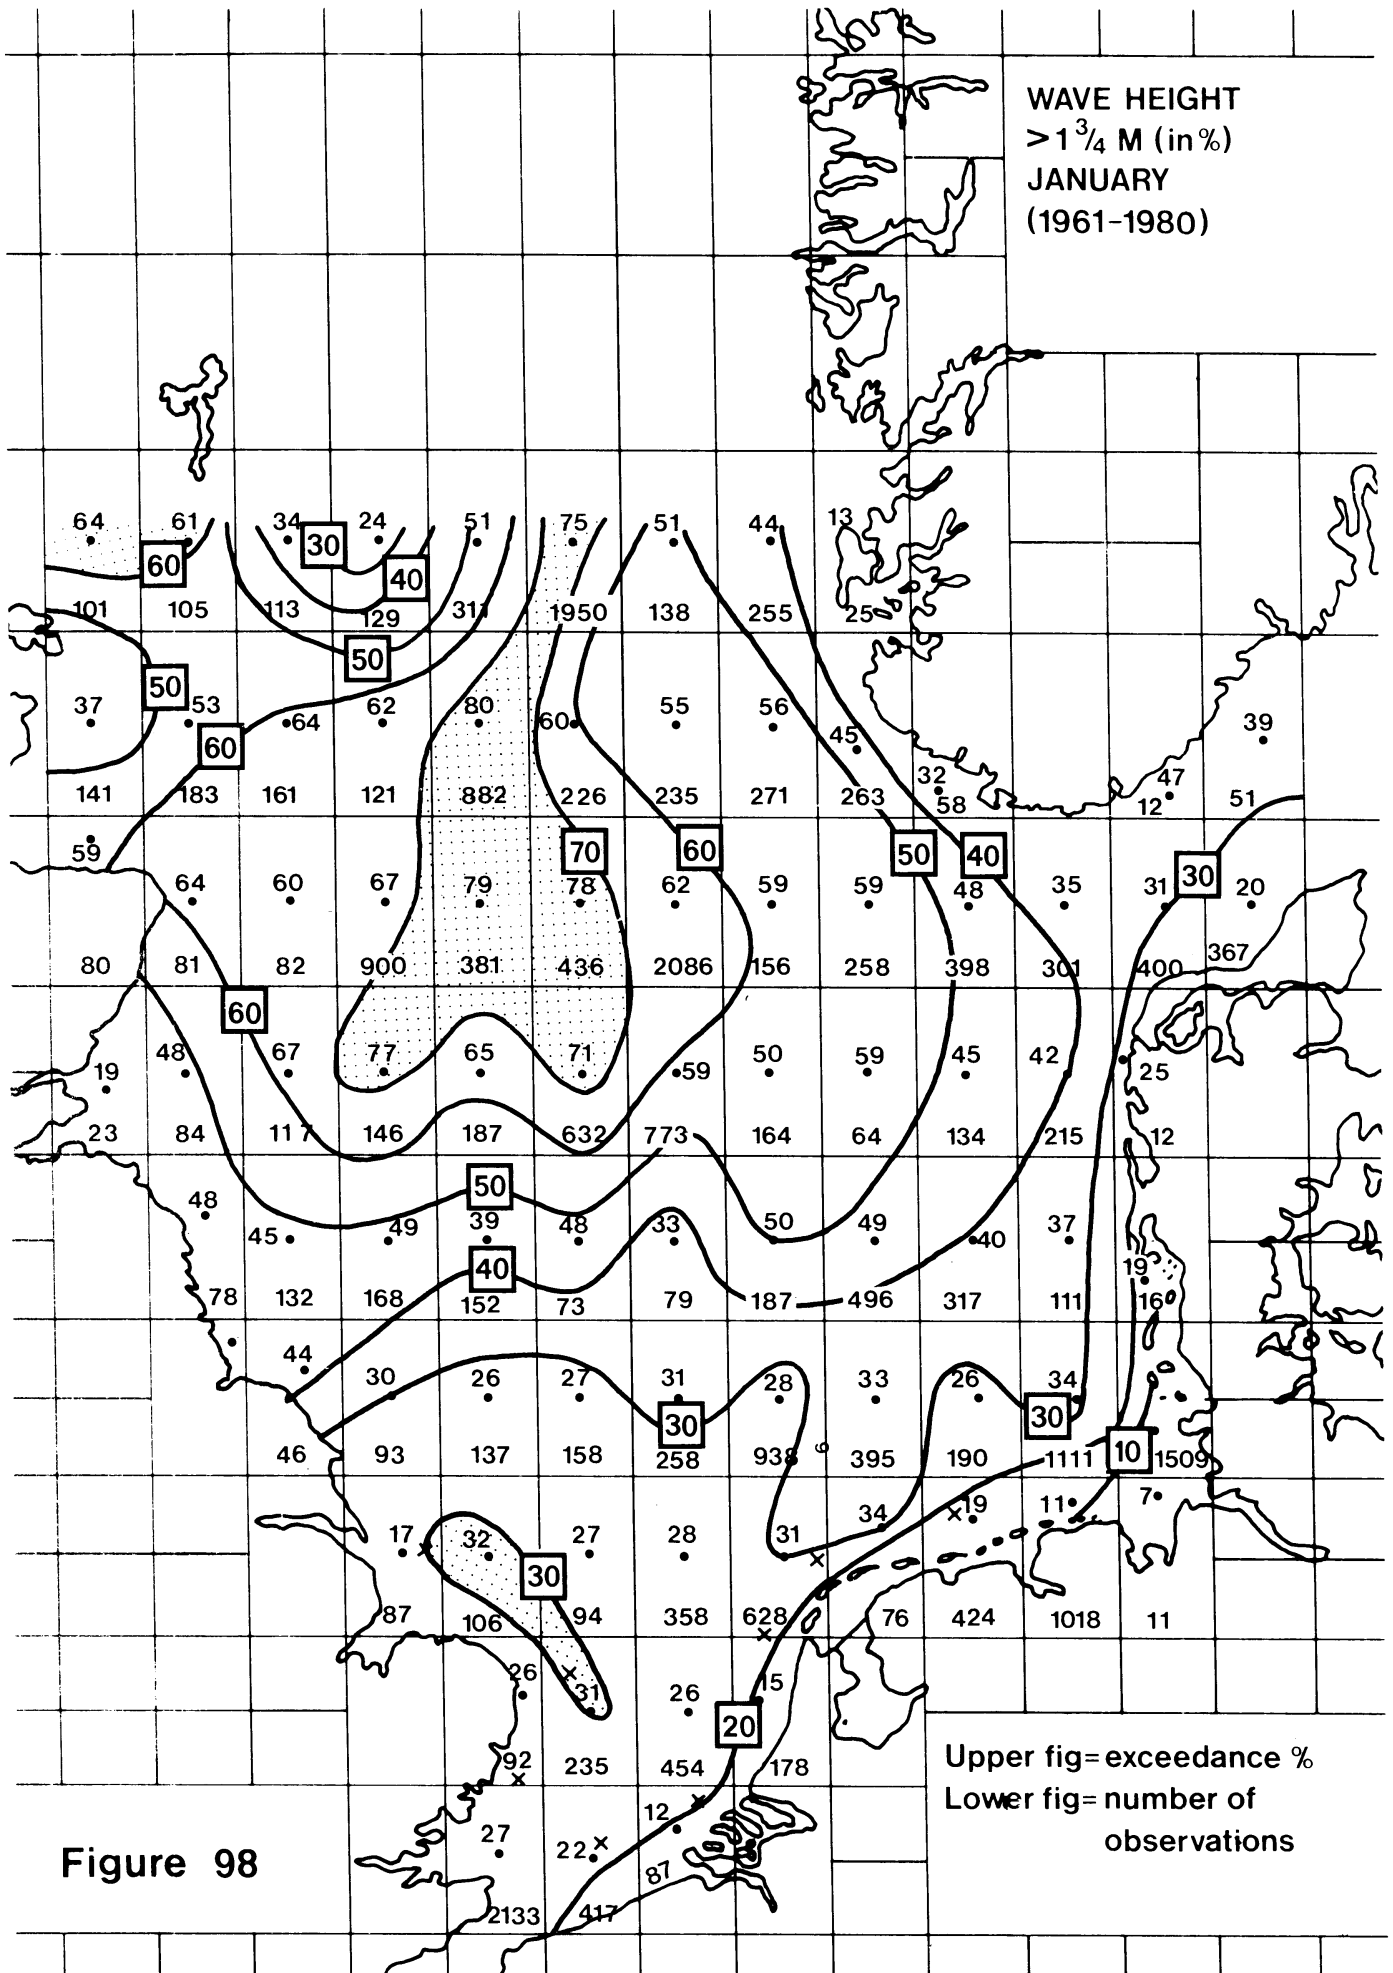 WAVE HEIGHT
>1 3/4 M (in%)
JANUARY
(1961-1980)
64 61 34 24 51 75 51 44 13
30
60 40
101 105 113 129 311 1950 138 255 25
50
50
37 53 64 62 80 60 55 56 45 39
60
32 47
141 183 161 121 882 226 235 271 263 58 12 51
59 70 60 50 40 30
64 60 67 79 78 62 59 59 48 35 31 20
80 81 82 900 381 436 2086 156 258 398 301 400 367
60
19 48 67 77 65 71 59 50 59 45 42 25
23 84 117 146 187 632 773 164 64 134 215 12
50
48 45 49 39 48 33 50 49 40 37
40 19
78 132 168 152 73 79 187 496 317 111 16
44 30 26 27 31 28 33 26 34
30 30
46 93 137 158 258 938 6 395 190 1111 10 1509
17 32 27 28 31 34 19 11 7
30
87 106 94 358 628 76 424 1018 11
26 31 26 15
20
92 235 454 178
Upper fig= exceedance %
Lower fig= number of
observations
12
27 22
87
Figure 98
2133 417